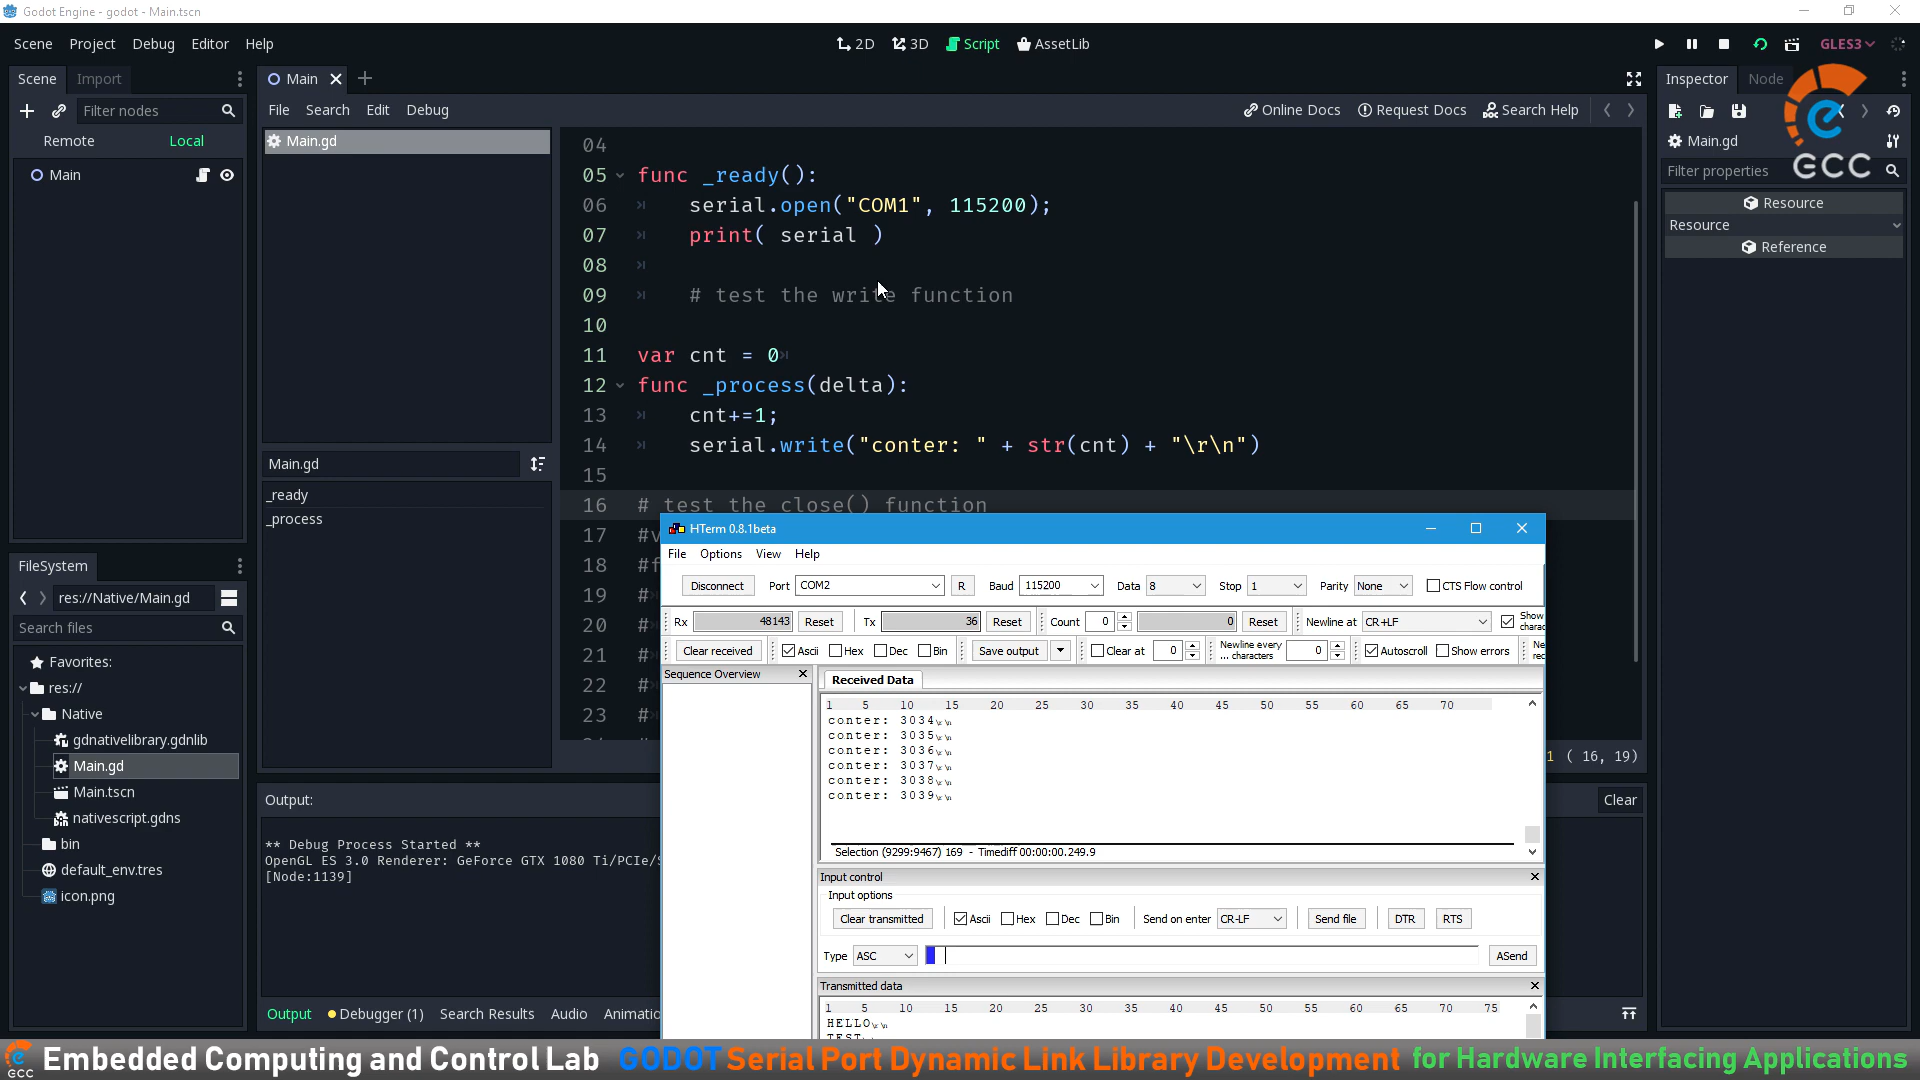 Godot Engine - godot - Main.tscn
Scene Project Debug Editor Help
2D 3D Script AssetLib
GLES3
Scene Import
Filter nodes
Remote Local
Main
Main
File Search Edit Debug
Online Docs Request Docs Search Help
Main.gd
04
05 func _ready():
06 serial.open("COM1", 115200);
07 print( serial )
08
09 # test the write function
10
11 var cnt = 0
12 func _process(delta):
13 cnt+=1;
14 serial.write("conter: " + str(cnt) + "\r\n")
15
16 # test the close() function
17 #v
18 #f
19 #
20 #
21 #
22 #
23 #
Main.gd
_ready
_process
1 ( 16, 19)
Inspector Node
Main.gd
Filter properties
Resource
Resource
Reference
ECC
FileSystem
res://Native/Main.gd
Search files
Favorites:
res://
Native
gdnativelibrary.gdnlib
Main.gd
Main.tscn
nativescript.gdns
bin
default_env.tres
icon.png
Output:
Clear
** Debug Process Started **
OpenGL ES 3.0 Renderer: GeForce GTX 1080 Ti/PCIe/
[Node:1139]
Output Debugger (1) Search Results Audio Animatio
HTerm 0.8.1beta
File Options View Help
Disconnect Port COM2 R Baud 115200 Data 8 Stop 1 Parity None CTS Flow control
Rx 48143 Reset Tx 36 Reset Count 0 0 Reset Newline at CR+LF Show
Clear received Ascii Hex Dec Bin Save output Clear at 0 Newline every
... characters 0 Autoscroll Show errors
Sequence Overview
Received Data
1 5 10 15 20 25 30 35 40 45 50 55 60 65 70
conter: 3034\r\n
conter: 3035\r\n
conter: 3036\r\n
conter: 3037\r\n
conter: 3038\r\n
conter: 3039\r\n
Selection (9299:9467) 169 - Timediff 00:00:00.249.9
Input control
Input options
Clear transmitted Ascii Hex Dec Bin Send on enter CR-LF Send file DTR RTS
Type ASC ASend
Transmitted data
1 5 10 15 20 25 30 35 40 45 50 55 60 65 70 75
HELLO\r\n
TEST
ECC
Embedded Computing and Control Lab GODOT Serial Port Dynamic Link Library Development for Hardware Interfacing Applications